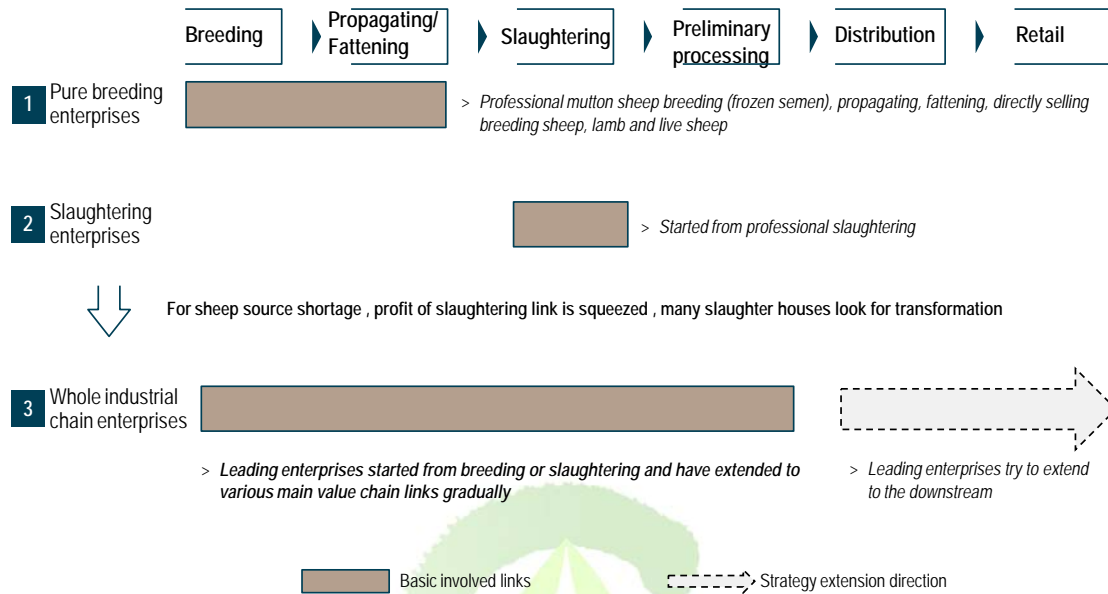 Breeding
Propagating/
Fattening
Slaughtering
Preliminary
processing
Distribution
Retail
1
Pure breeding
enterprises
> Professional mutton sheep breeding (frozen semen), propagating, fattening, directly selling
breeding sheep, lamb and live sheep
2
Slaughtering
enterprises
> Started from professional slaughtering
For sheep source shortage , profit of slaughtering link is squeezed , many slaughter houses look for transformation
3
Whole industrial
chain enterprises
> Leading enterprises started from breeding or slaughtering and have extended to
various main value chain links gradually
> Leading enterprises try to extend
to the downstream
Basic involved links
Strategy extension direction